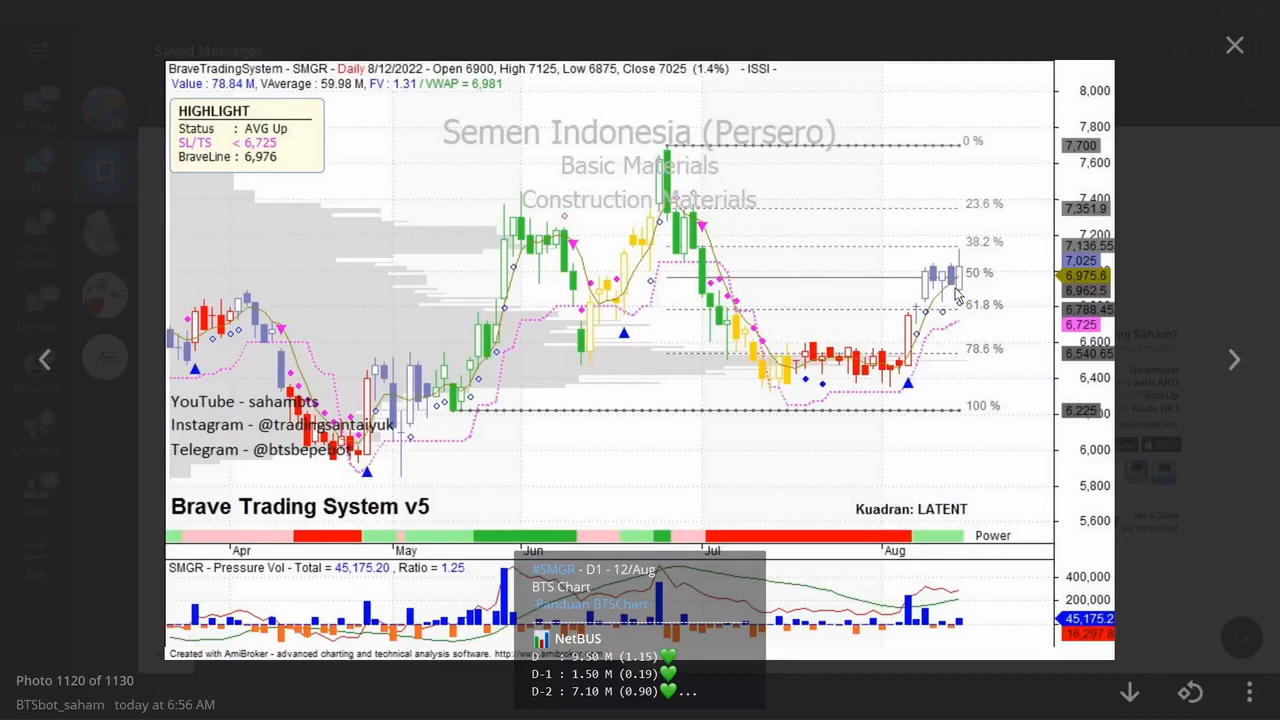 Saved Messages
BraveTradingSystem - SMGR - Daily 8/12/2022 - Open 6900, High 7125, Low 6875, Close 7025 (1.4%) - ISSI -
Value : 78.84 M, VAverage : 59.98 M, FV : 1.31 / VWAP = 6,981
HIGHLIGHT
Status : AVG Up
SL/TS < 6,725
BraveLine : 6,976
Semen Indonesia (Persero)
Basic Materials
Construction Materials
0 %
23.6 %
38.2 %
50 %
61.8 %
78.6 %
100 %
8,000
7,800
7,700
7,600
7,400
7,351.9
7,200
7,136.55
7,025
6,975.6
6,962.5
6,788.45
6,725
6,600
6,540.65
6,400
6,225
6,000
5,800
5,600
YouTube - sahambts
Instagram - @tradingsantaiyuk
Telegram - @btsbepebot
Brave Trading System v5
Kuadran: LATENT
Power
Apr May Jun Jul Aug
SMGR - Pressure Vol - Total = 45,175.20 , Ratio = 1.25
400,000
200,000
45,175.2
16,297.8
Created with AmiBroker - advanced charting and technical analysis software. http://www.amibroker.com
#SMGR - D1 - 12/Aug
BTS Chart
-Panduan BTSChart-
NetBUS
D : 9.50 M (1.15)💚
D-1 : 1.50 M (0.19)💚
D-2 : 7.10 M (0.90)💚...
Photo 1120 of 1130
BTSbot_saham today at 6:56 AM